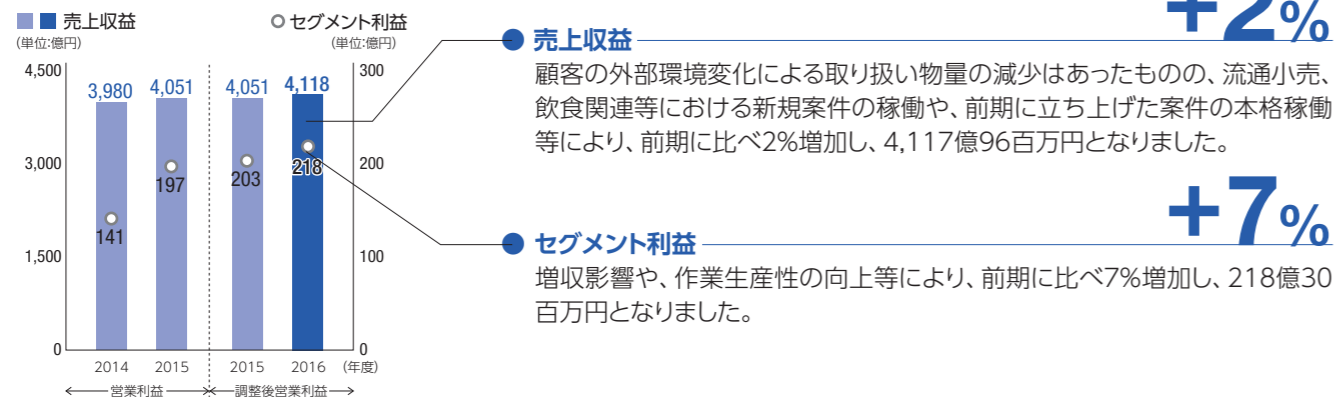 売上収益
(単位:億円)
セグメント利益
(単位:億円)
4,500
3,000
1,500
0
300
200
100
0
3,980
4,051
4,051
4,118
141
197
203
218
2014
2015
2015
2016
(年度)
営業利益
調整後営業利益
+2%
売上収益
顧客の外部環境変化による取り扱い物量の減少はあったものの、流通小売、
飲食関連等における新規案件の稼働や、前期に立ち上げた案件の本格稼働
等により、前期に比べ2%増加し、4,117億96百万円となりました。
+7%
セグメント利益
増収影響や、作業生産性の向上等により、前期に比べ7%増加し、218億30
百万円となりました。